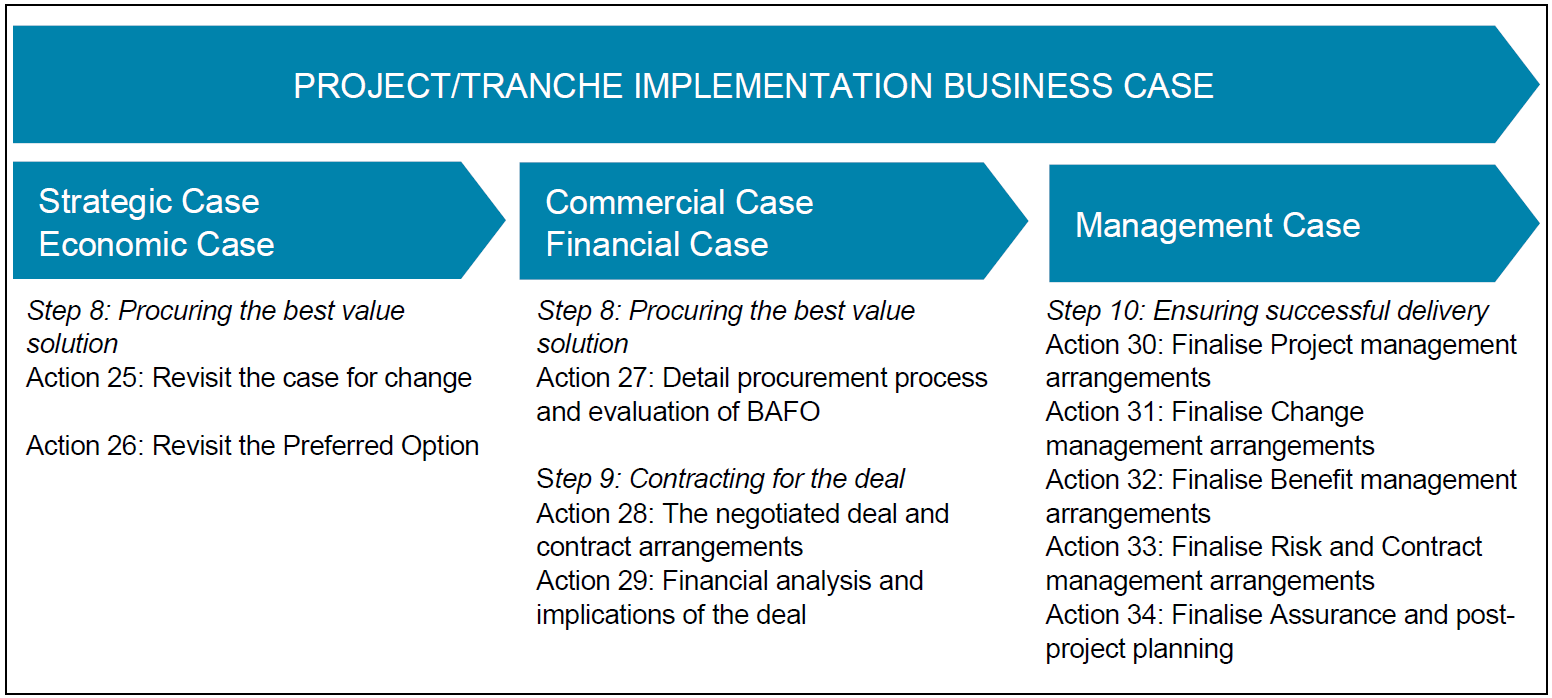 PROJECT/TRANCHE IMPLEMENTATION BUSINESS CASE
Strategic Case
Economic Case
Step 8: Procuring the best value
solution
Action 25: Revisit the case for change
Action 26: Revisit the Preferred Option
Commercial Case
Financial Case
Step 8: Procuring the best value
solution
Action 27: Detail procurement process
and evaluation of BAFO
Step 9: Contracting for the deal
Action 28: The negotiated deal and
contract arrangements
Action 29: Financial analysis and
implications of the deal
Management Case
Step 10: Ensuring successful delivery
Action 30: Finalise Project management
arrangements
Action 31: Finalise Change
management arrangements
Action 32: Finalise Benefit management
arrangements
Action 33: Finalise Risk and Contract
management arrangements
Action 34: Finalise Assurance and post-
project planning